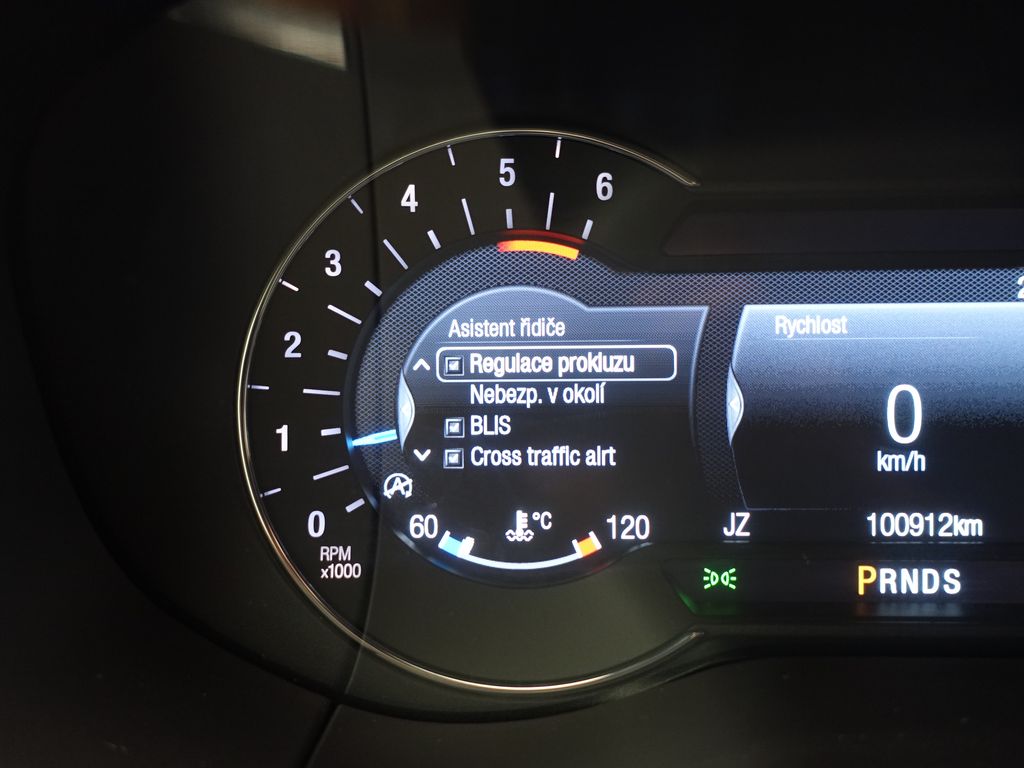 6
5
4
3
2
1
0
RPM
x1000
Asistent řidiče
Regulace prokluzu
Nebezp. v okolí
BLIS
Cross traffic alrt
60
°C
120
Rychlost
0
km/h
JZ
100912km
PRNDS